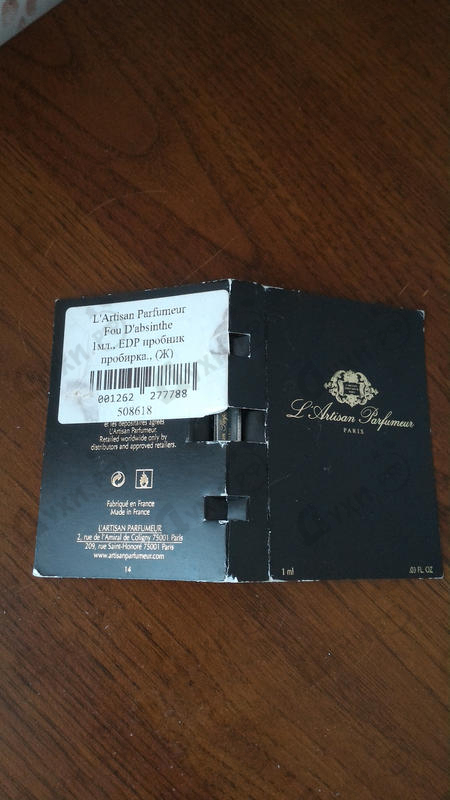 L'Artisan Parfumeur
Fou D'absinthe
1мл., EDP пробник
пробирка., (Ж)
001262 277788
508618
et les dépositaires agréés
L'Artisan Parfumeur.
Retailed worldwide only by
distributors and approved retailers.
Fabriqué en France
Made in France
L'ARTISAN PARFUMEUR
2, rue de l'Amiral de Coligny 75001 Paris
209, rue Saint-Honoré 75001 Paris
www.artisanparfumeur.com
14
L'Artisan Parfumeur
PARIS
1 ml
.03 FL. OZ